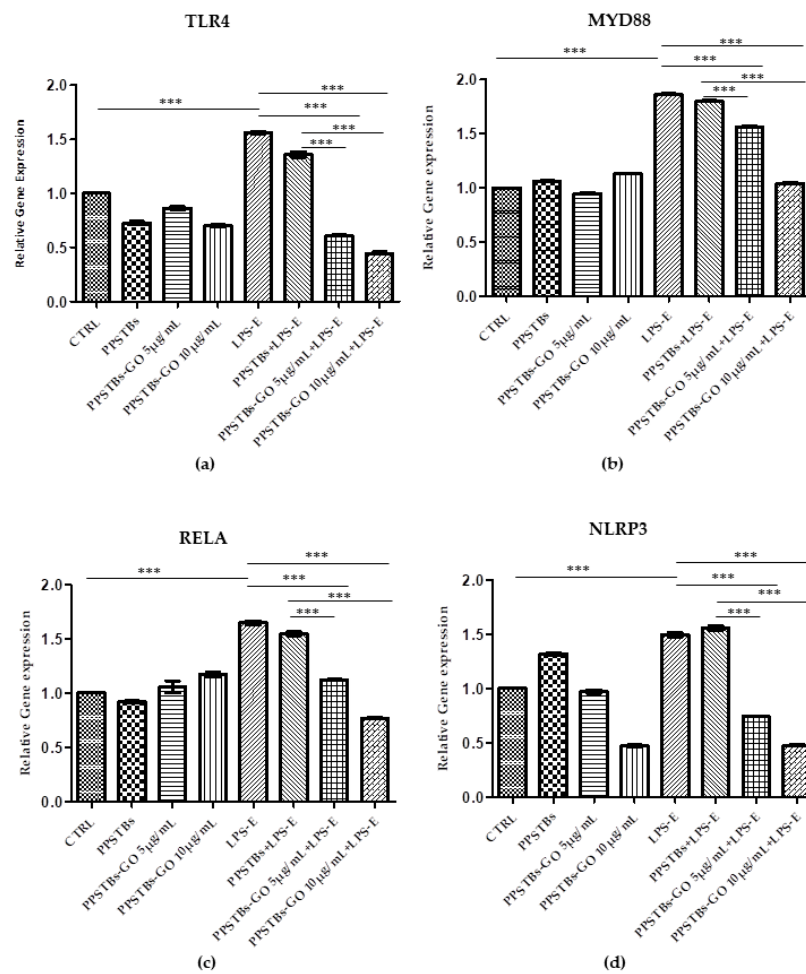 TLR4
***
***
***
***
***
Relative Gene Expression
2.0
1.5
1.0
0.5
0.0
CTRL
PPSTBs
PPSTBs-GO 5µg/mL
PPSTBs-GO 10µg/mL
LPS-E
PPSTBs+LPS-E
PPSTBs-GO 5µg/mL+LPS-E
PPSTBs-GO 10µg/mL+LPS-E
(a)
MYD88
***
***
***
***
***
Relative Gene expression
2.0
1.5
1.0
0.5
0.0
CTRL
PPSTBs
PPSTBs-GO 5µg/mL
PPSTBs-GO 10µg/mL
LPS-E
PPSTBs+LPS-E
PPSTBs-GO 5µg/mL+LPS-E
PPSTBs-GO 10µg/mL+LPS-E
(b)
RELA
***
***
***
***
***
Relative Gene expression
2.0
1.5
1.0
0.5
0.0
CTRL
PPSTBs
PPSTBs-GO 5µg/mL
PPSTBs-GO 10µg/mL
LPS-E
PPSTBs+LPS-E
PPSTBs-GO 5µg/mL+LPS-E
PPSTBs-GO 10µg/mL+LPS-E
(c)
NLRP3
***
***
***
***
***
Relative Gene expression
2.0
1.5
1.0
0.5
0.0
CTRL
PPSTBs
PPSTBs-GO 5µg/mL
PPSTBs-GO 10µg/mL
LPS-E
PPSTBs+LPS-E
PPSTBs-GO 5µg/mL+LPS-E
PPSTBs-GO 10µg/mL+LPS-E
(d)